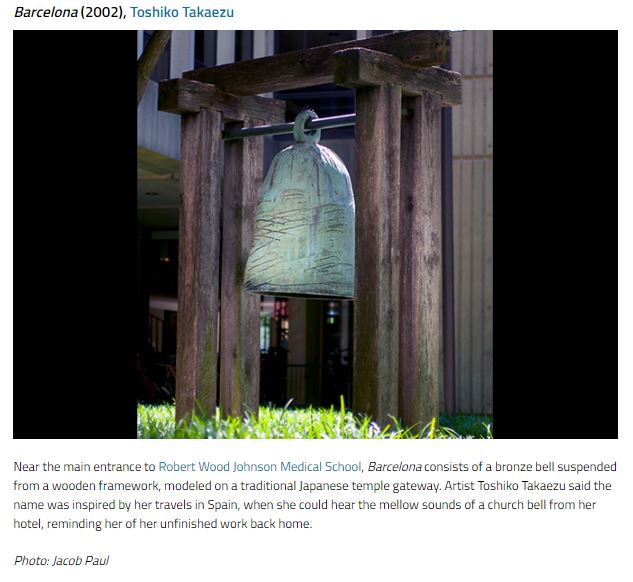 Barcelona (2002), Toshiko Takaezu
Near the main entrance to Robert Wood Johnson Medical School, Barcelona consists of a bronze bell suspended
from a wooden framework, modeled on a traditional Japanese temple gateway. Artist Toshiko Takaezu said the
name was inspired by her travels in Spain, when she could hear the mellow sounds of a church bell from her
hotel, reminding her of her unfinished work back home.
Photo: Jacob Paul